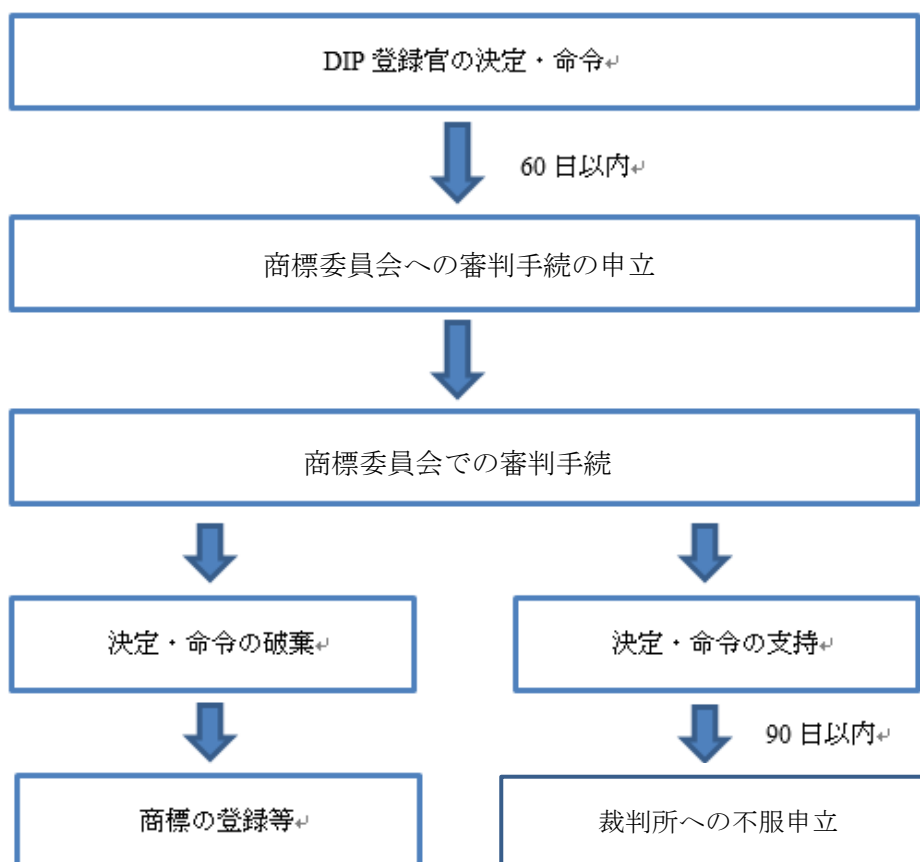 DIP 登録官の決定・命令↵
60 日以内↵
商標委員会への審判手続の申立
商標委員会での審判手続
決定・命令の破棄↵
決定・命令の支持↵
90 日以内↵
商標の登録等↵
裁判所への不服申立